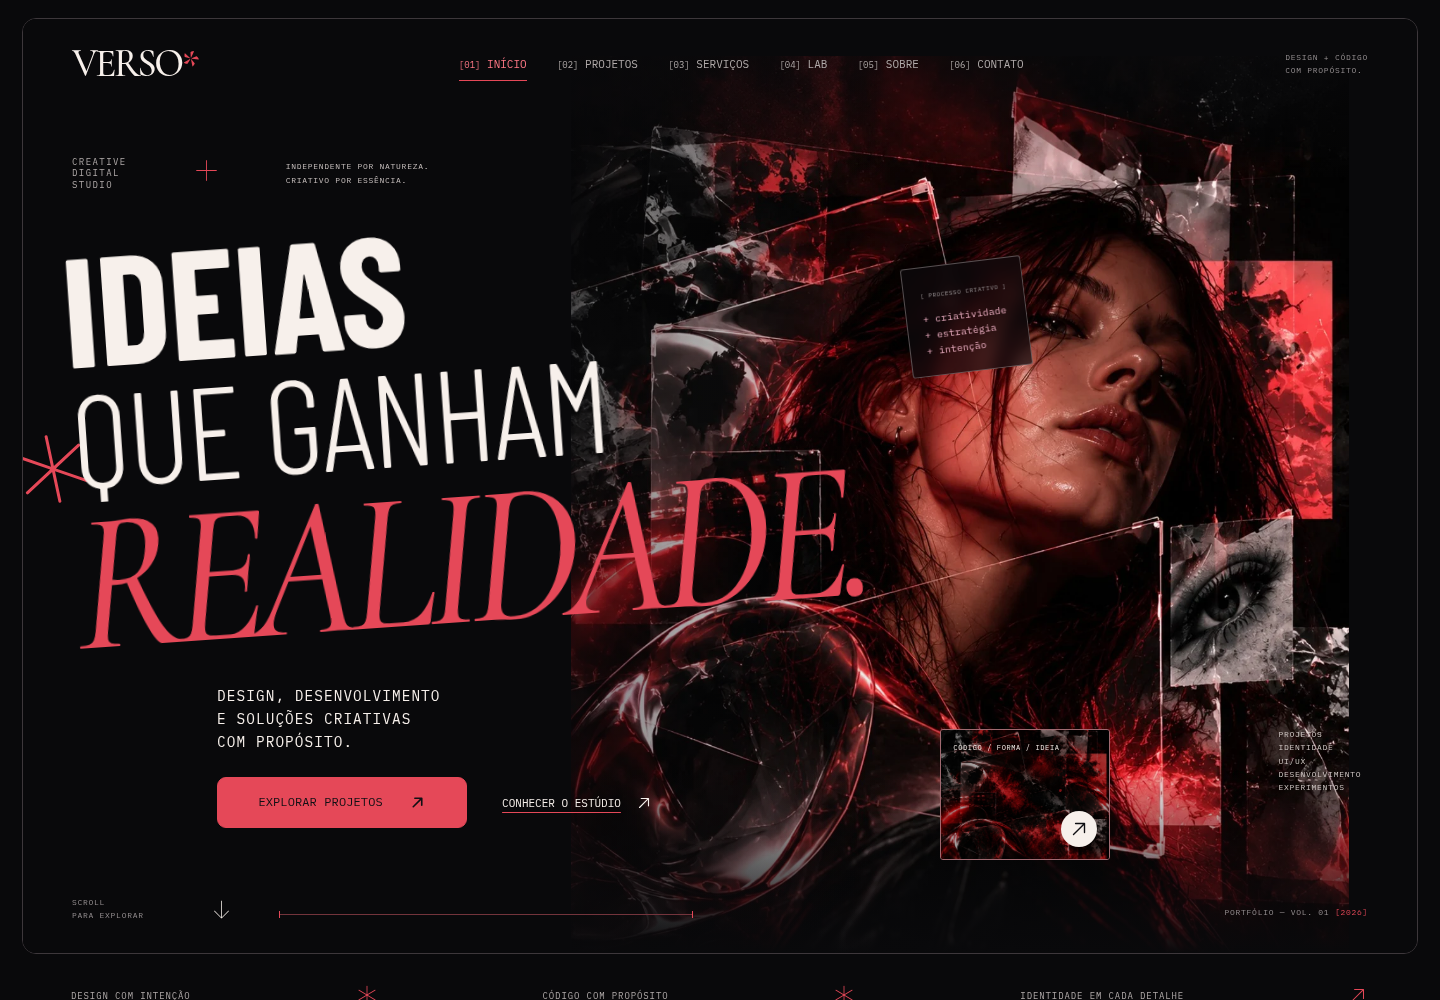 VERSO*
[01] INÍCIO
[02] PROJETOS
[03] SERVIÇOS
[04] LAB
[05] SOBRE
[06] CONTATO
DESIGN + CÓDIGO
COM PROPÓSITO.
CREATIVE
DIGITAL
STUDIO
INDEPENDENTE POR NATUREZA.
CRIATIVO POR ESSÊNCIA.
IDEIAS
QUE GANHAM
REALIDADE.
[ PROCESSO CRIATIVO ]
+ criatividade
+ estratégia
+ intenção
DESIGN, DESENVOLVIMENTO
E SOLUÇÕES CRIATIVAS
COM PROPÓSITO.
EXPLORAR PROJETOS
CONHECER O ESTÚDIO
CÓDIGO / FORMA / IDEIA
PROJETOS
IDENTIDADE
UI/UX
DESENVOLVIMENTO
EXPERIMENTOS
SCROLL
PARA EXPLORAR
PORTFÓLIO — VOL. 01 [2026]
DESIGN COM INTENÇÃO
CÓDIGO COM PROPÓSITO
IDENTIDADE EM CADA DETALHE